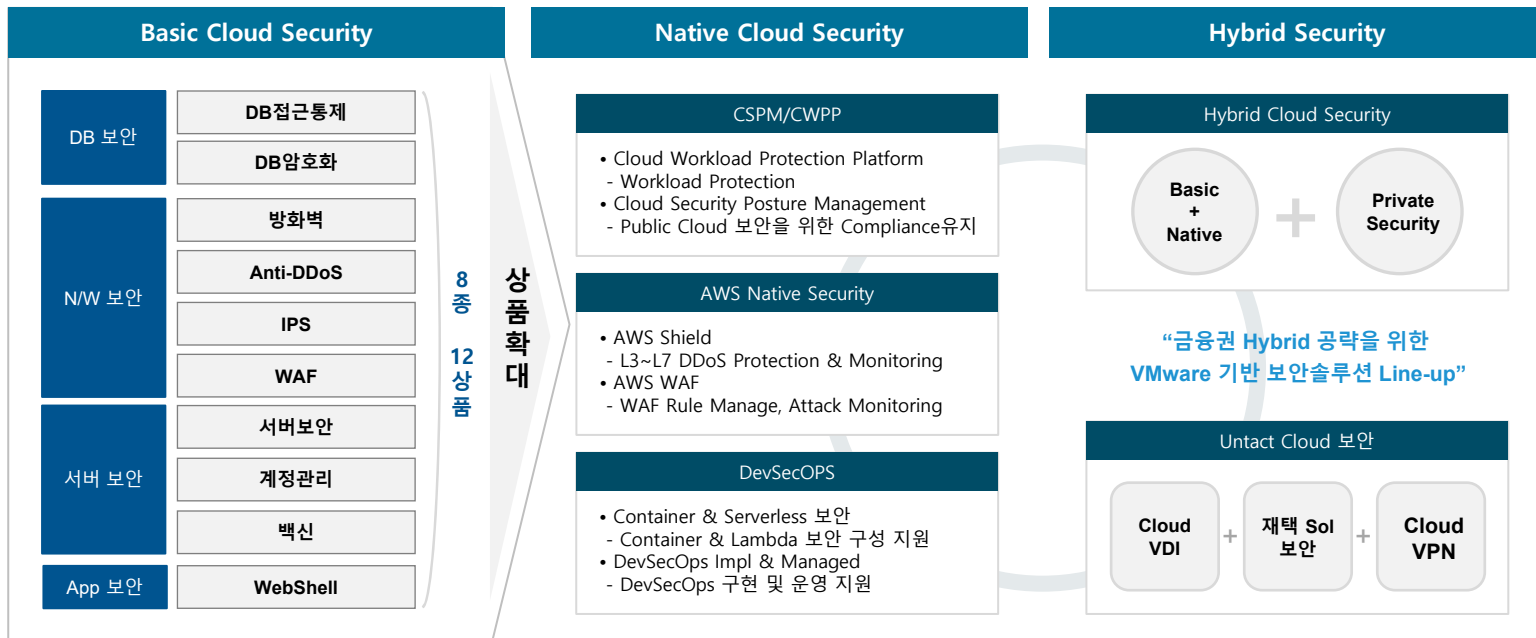 Basic Cloud Security
DB 보안
DB접근통제
DB암호화
N/W 보안
방화벽
Anti-DDoS
IPS
WAF
서버 보안
서버보안
계정관리
백신
App 보안
WebShell
8
종
12
상
품
상
품
확
대
Native Cloud Security
CSPM/CWPP
• Cloud Workload Protection Platform
- Workload Protection
• Cloud Security Posture Management
- Public Cloud 보안을 위한 Compliance유지
AWS Native Security
• AWS Shield
- L3~L7 DDoS Protection & Monitoring
• AWS WAF
- WAF Rule Manage, Attack Monitoring
DevSecOPS
• Container & Serverless 보안
- Container & Lambda 보안 구성 지원
• DevSecOps Impl & Managed
- DevSecOps 구현 및 운영 지원
Hybrid Security
Hybrid Cloud Security
Basic
+
Native
+
Private
Security
“금융권 Hybrid 공략을 위한
VMware 기반 보안솔루션 Line-up”
Untact Cloud 보안
Cloud
VDI
+
재택 Sol
보안
+
Cloud
VPN